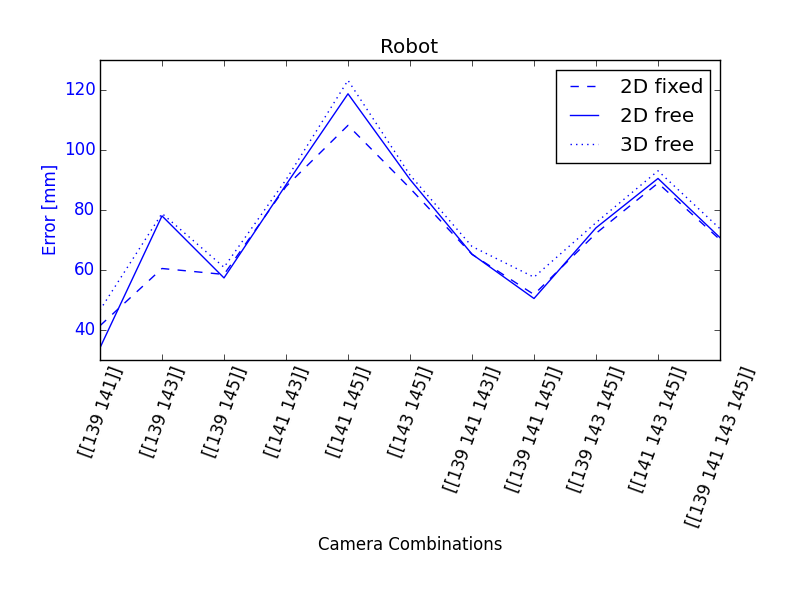 Robot
2D fixed
2D free
3D free
120
100
80
60
40
Error [mm]
[[139 141]]
[[139 143]]
[[139 145]]
[[141 143]]
[[141 145]]
[[143 145]]
[[139 141 143]]
[[139 141 145]]
[[139 143 145]]
[[141 143 145]]
[[139 141 143 145]]
Camera Combinations